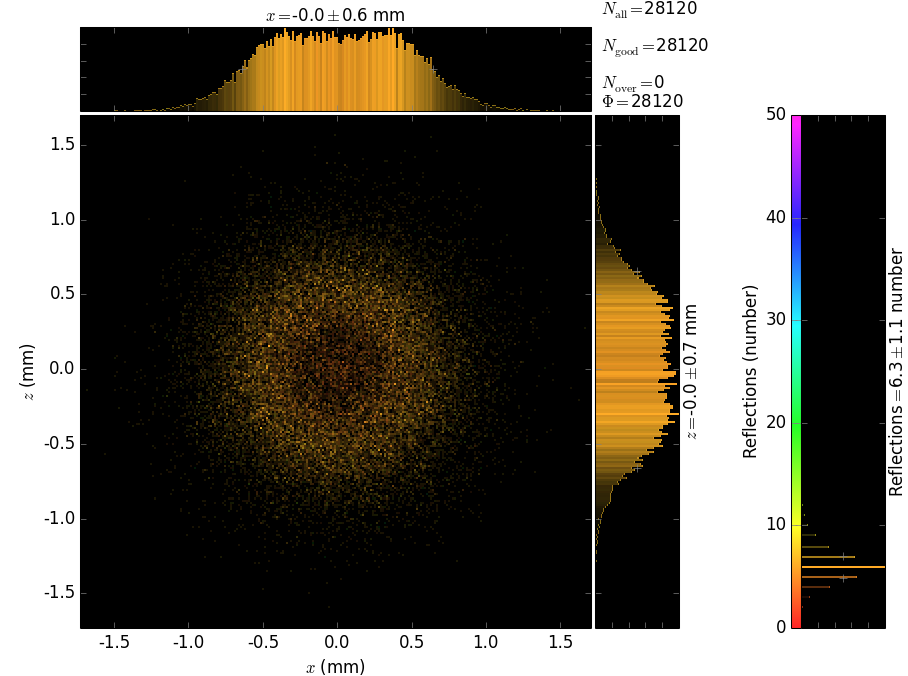 x=-0.0±0.6 mm
N_all=28120
N_good=28120
N_over=0
Φ=28120
1.5
1.0
0.5
0.0
-0.5
-1.0
-1.5
z (mm)
-1.5 -1.0 -0.5 0.0 0.5 1.0 1.5
x (mm)
z=-0.0±0.7 mm
50
40
30
20
10
0
Reflections (number)
Reflections=6.3±1.1 number